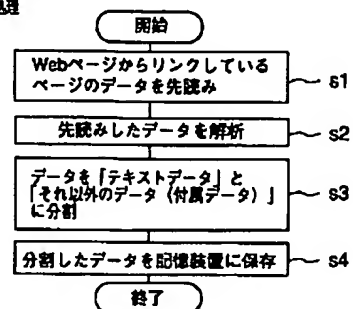 処理
開始
Webページからリンクしている
ページのデータを先読み
s1
先読みしたデータを解析
s2
データを「テキストデータ」と
「それ以外のデータ（付属データ）」
に分割
s3
分割したデータを記憶装置に保存
s4
終了